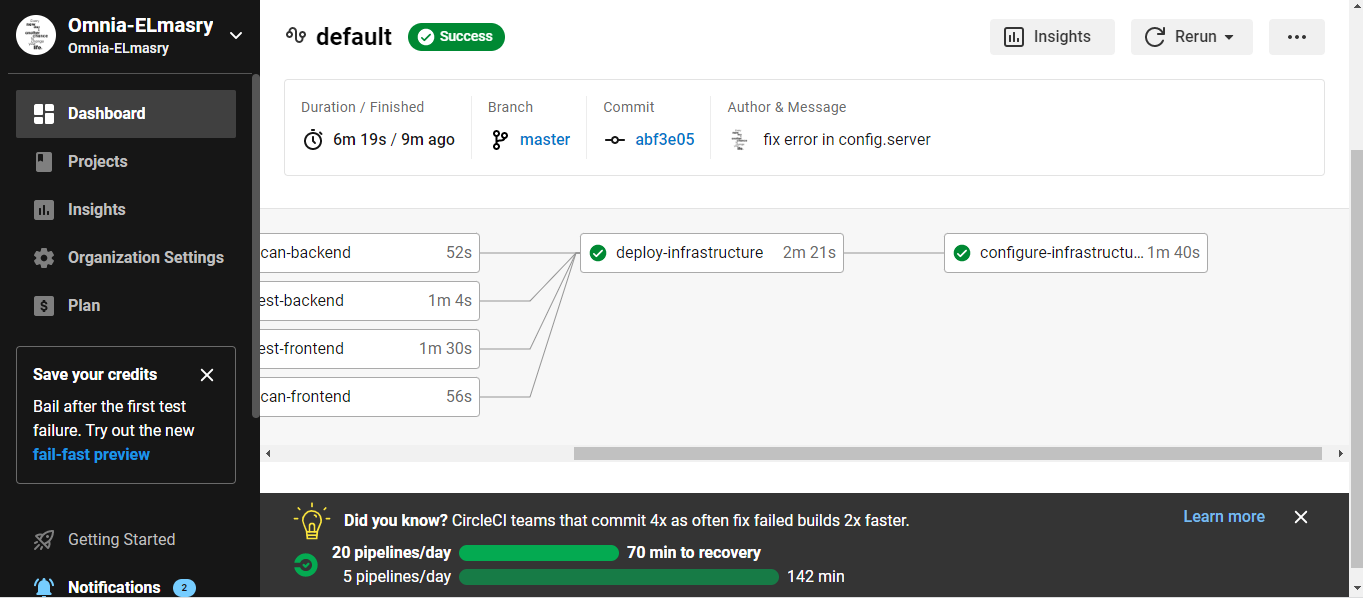 Omnia-ELmasry
Omnia-ELmasry
Dashboard
Projects
Insights
Organization Settings
Plan
Save your credits
Bail after the first test
failure. Try out the new
fail-fast preview
Getting Started
Notifications 2
default Success
Insights Rerun
Duration / Finished
6m 19s / 9m ago
Branch
master
Commit
abf3e05
Author & Message
fix error in config.server
can-backend 52s
est-backend 1m 4s
est-frontend 1m 30s
can-frontend 56s
deploy-infrastructure 2m 21s
configure-infrastructu... 1m 40s
Did you know? CircleCI teams that commit 4x as often fix failed builds 2x faster.
Learn more
20 pipelines/day 70 min to recovery
5 pipelines/day 142 min